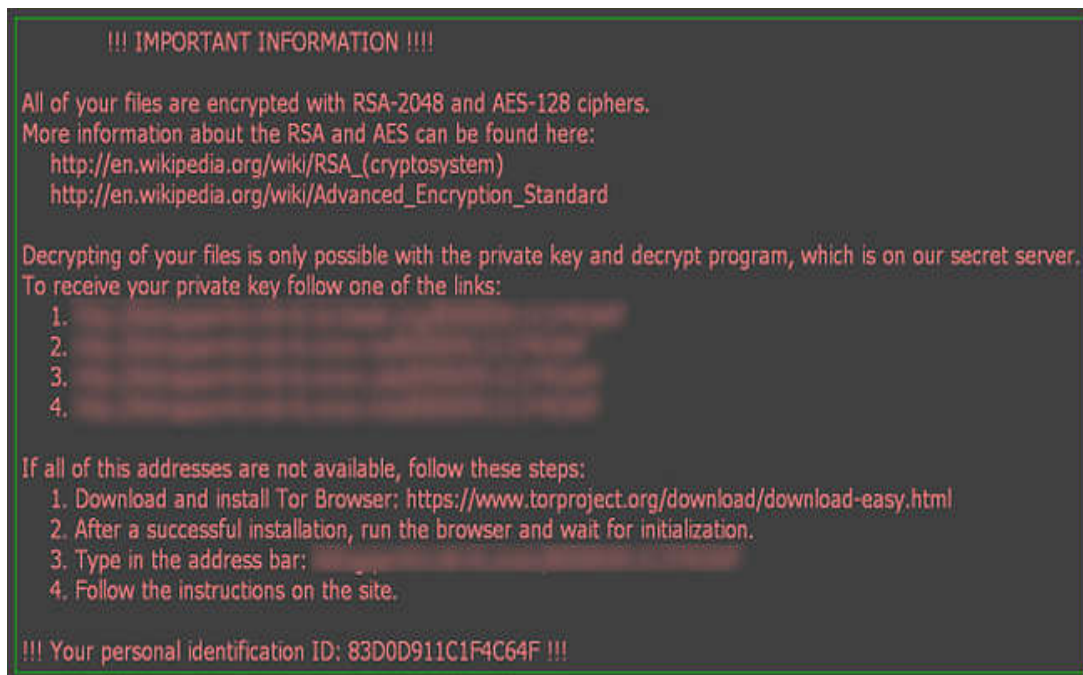 !!! IMPORTANT INFORMATION !!!!
All of your files are encrypted with RSA-2048 and AES-128 ciphers.
More information about the RSA and AES can be found here:
http://en.wikipedia.org/wiki/RSA_(cryptosystem)
http://en.wikipedia.org/wiki/Advanced_Encryption_Standard
Decrypting of your files is only possible with the private key and decrypt program, which is on our secret server.
To receive your private key follow one of the links:
1.
2.
3.
4.
If all of this addresses are not available, follow these steps:
1. Download and install Tor Browser: https://www.torproject.org/download/download-easy.html
2. After a successful installation, run the browser and wait for initialization.
3. Type in the address bar:
4. Follow the instructions on the site.
!!! Your personal identification ID: 83D0D911C1F4C64F !!!